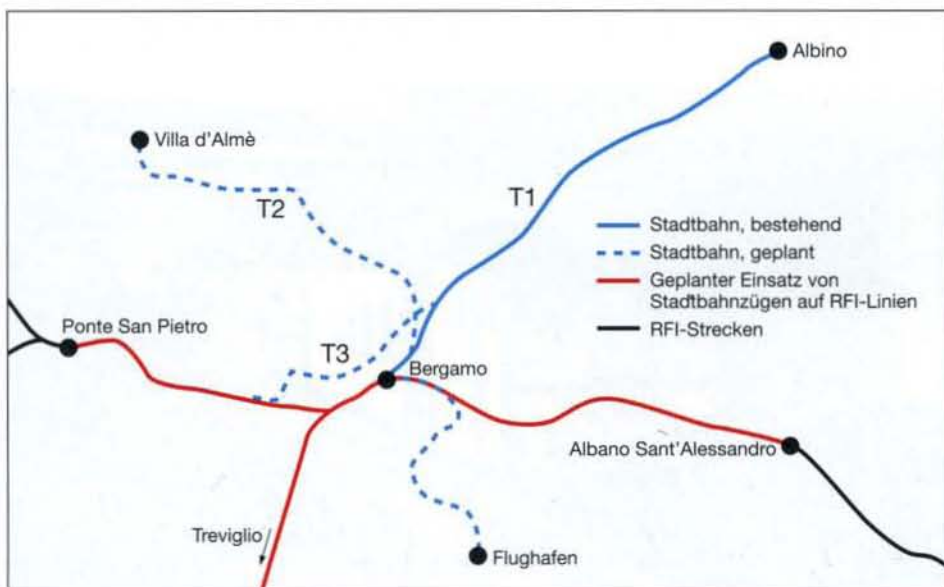 Albino
Villa d'Almè
T2
T1
Stadtbahn, bestehend
Stadtbahn, geplant
Geplanter Einsatz von
Stadtbahnzügen auf RFI-Linien
RFI-Strecken
Ponte San Pietro
T3
Bergamo
Albano Sant'Alessandro
Treviglio
Flughafen